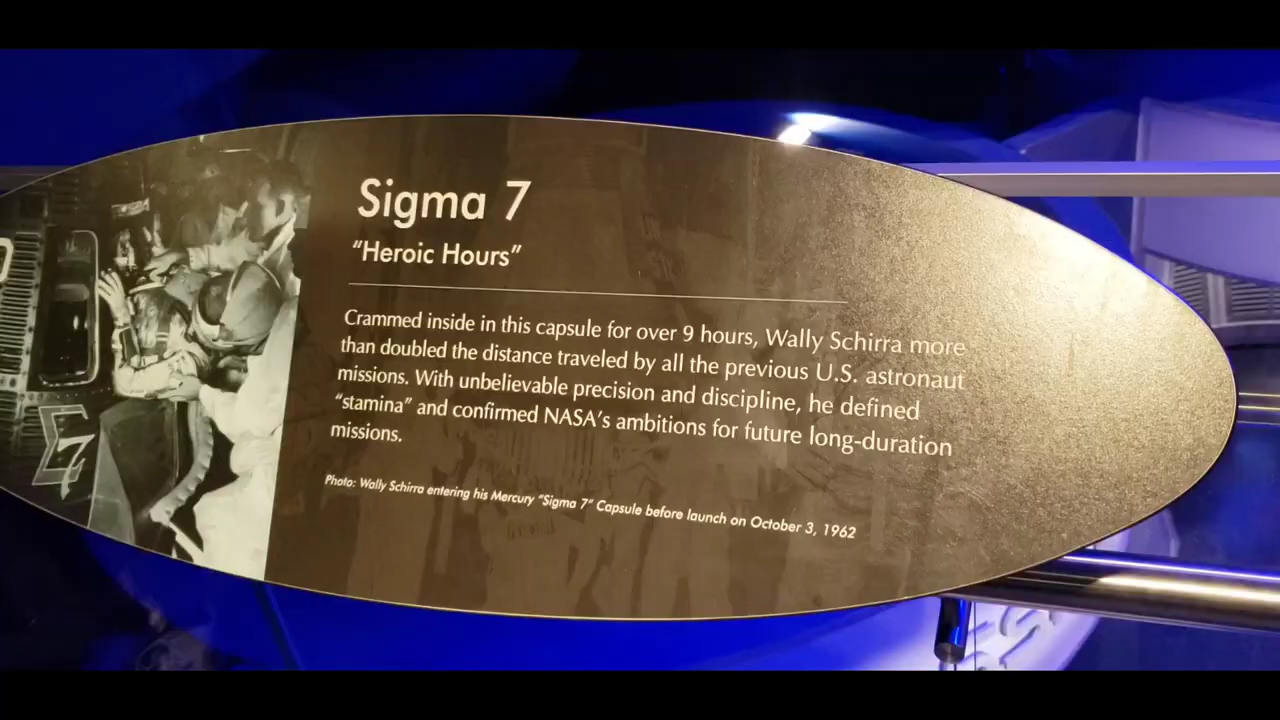 Sigma 7
“Heroic Hours”
Crammed inside in this capsule for over 9 hours, Wally Schirra more
than doubled the distance traveled by all the previous U.S. astronaut
missions. With unbelievable precision and discipline, he defined
“stamina” and confirmed NASA’s ambitions for future long-duration
missions.
Photo: Wally Schirra entering his Mercury “Sigma 7” Capsule before launch on October 3, 1962
7